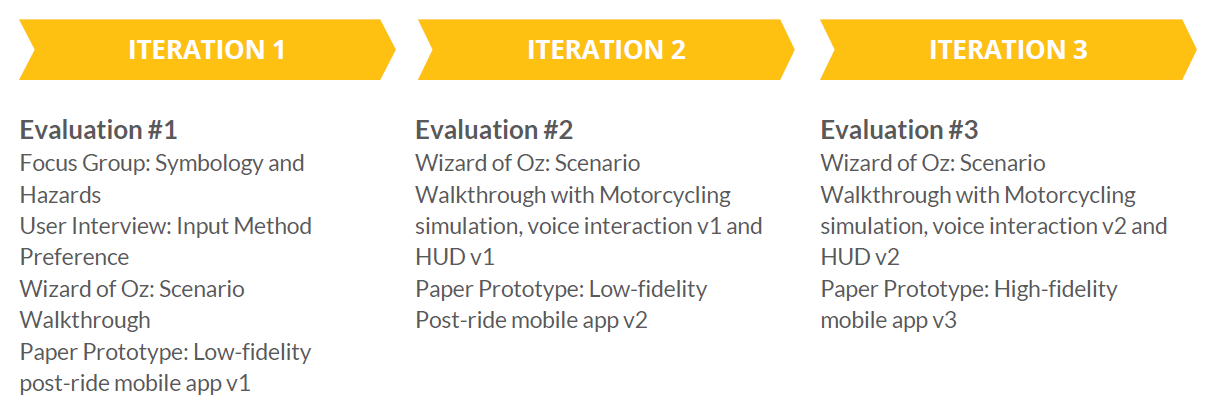 ITERATION 1
Evaluation #1
Focus Group: Symbology and
Hazards
User Interview: Input Method
Preference
Wizard of Oz: Scenario
Walkthrough
Paper Prototype: Low-fidelity
post-ride mobile app v1
ITERATION 2
Evaluation #2
Wizard of Oz: Scenario
Walkthrough with Motorcycling
simulation, voice interaction v1 and
HUD v1
Paper Prototype: Low-fidelity
Post-ride mobile app v2
ITERATION 3
Evaluation #3
Wizard of Oz: Scenario
Walkthrough with Motorcycling
simulation, voice interaction v2 and
HUD v2
Paper Prototype: High-fidelity
mobile app v3